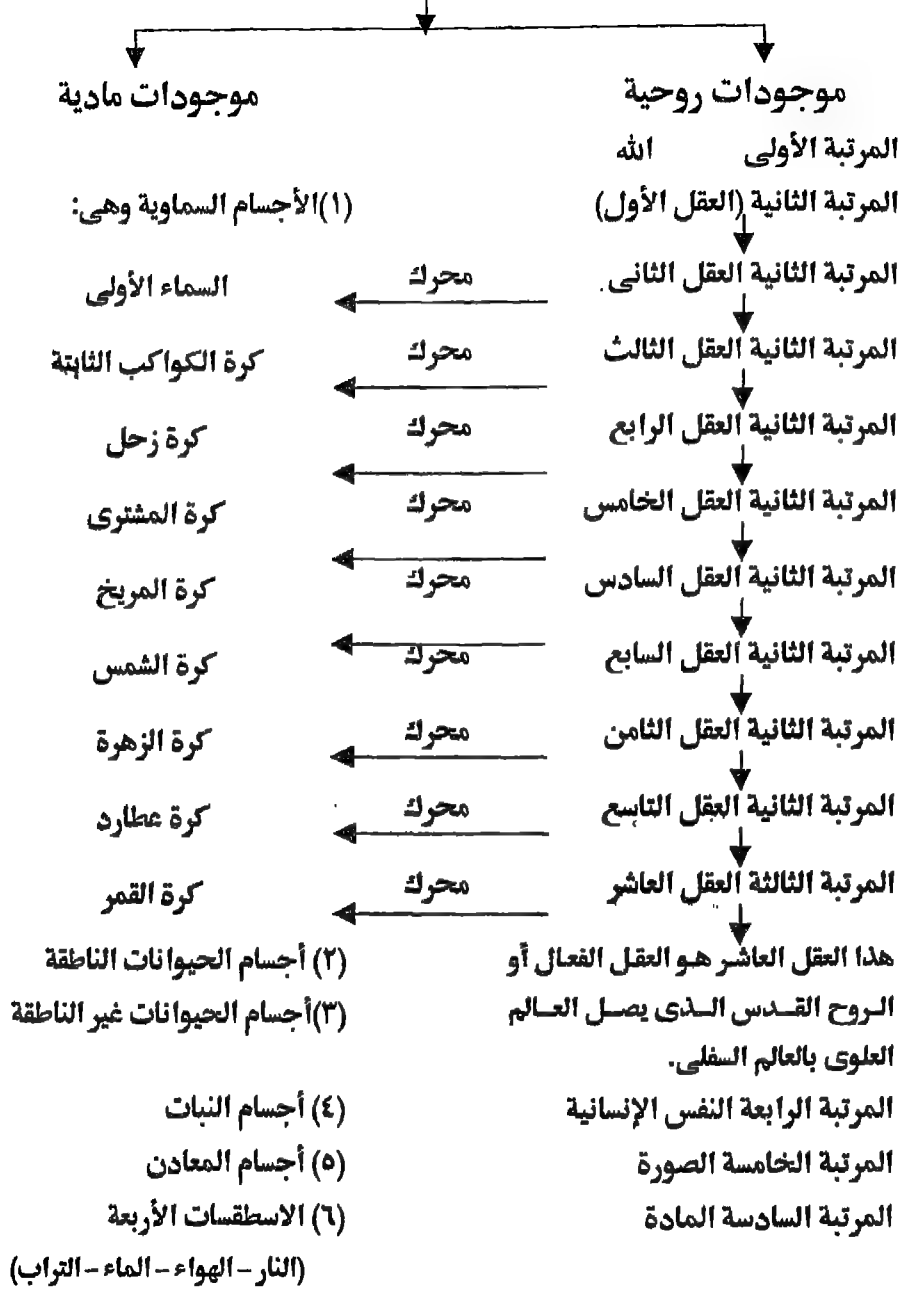 موجودات روحية
موجودات مادية
المرتبة الأولى الله
المرتبة الثانية (العقل الأول)
(١)الأجسام السماوية وهى:
المرتبة الثانية العقل الثانى
محرك
السماء الأولى
المرتبة الثانية العقل الثالث
محرك
كرة الكواكب الثابتة
المرتبة الثانية العقل الرابع
محرك
كرة زحل
المرتبة الثانية العقل الخامس
محرك
كرة المشترى
المرتبة الثانية العقل السادس
محرك
كرة المريخ
المرتبة الثانية العقل السابع
محرك
كرة الشمس
المرتبة الثانية العقل الثامن
محرك
كرة الزهرة
المرتبة الثانية العقل التاسع
محرك
كرة عطارد
المرتبة الثالثة العقل العاشر
محرك
كرة القمر
هذا العقل العاشر هو العقل الفعال أو
الروح القدس الذى يصل العالم
العلوى بالعالم السفلى.
(٢) أجسام الحيوانات الناطقة
(٣)أجسام الحيوانات غير الناطقة
المرتبة الرابعة النفس الإنسانية
(٤) أجسام النبات
المرتبة الخامسة الصورة
(٥) أجسام المعادن
المرتبة السادسة المادة
(٦) الاسطقسات الأربعة
(النار – الهواء – الماء – التراب)